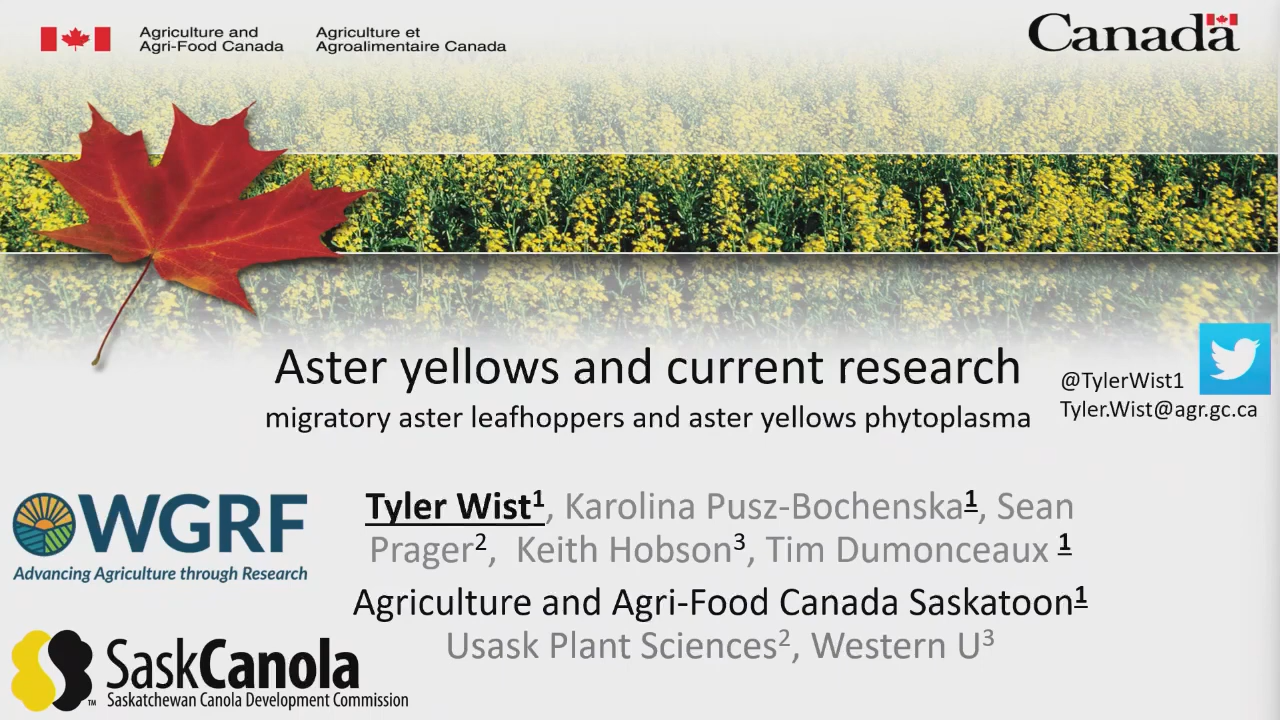 Agriculture and
Agri-Food Canada
Agriculture et
Agroalimentaire Canada
Canada
Aster yellows and current research
migratory aster leafhoppers and aster yellows phytoplasma
@TylerWist1
Tyler.Wist@agr.gc.ca
WGRF
Advancing Agriculture through Research
Tyler Wist¹, Karolina Pusz-Bochenska¹, Sean
Prager², Keith Hobson³, Tim Dumonceaux ¹
Agriculture and Agri-Food Canada Saskatoon¹
Usask Plant Sciences², Western U³
SaskCanola™
Saskatchewan Canola Development Commission